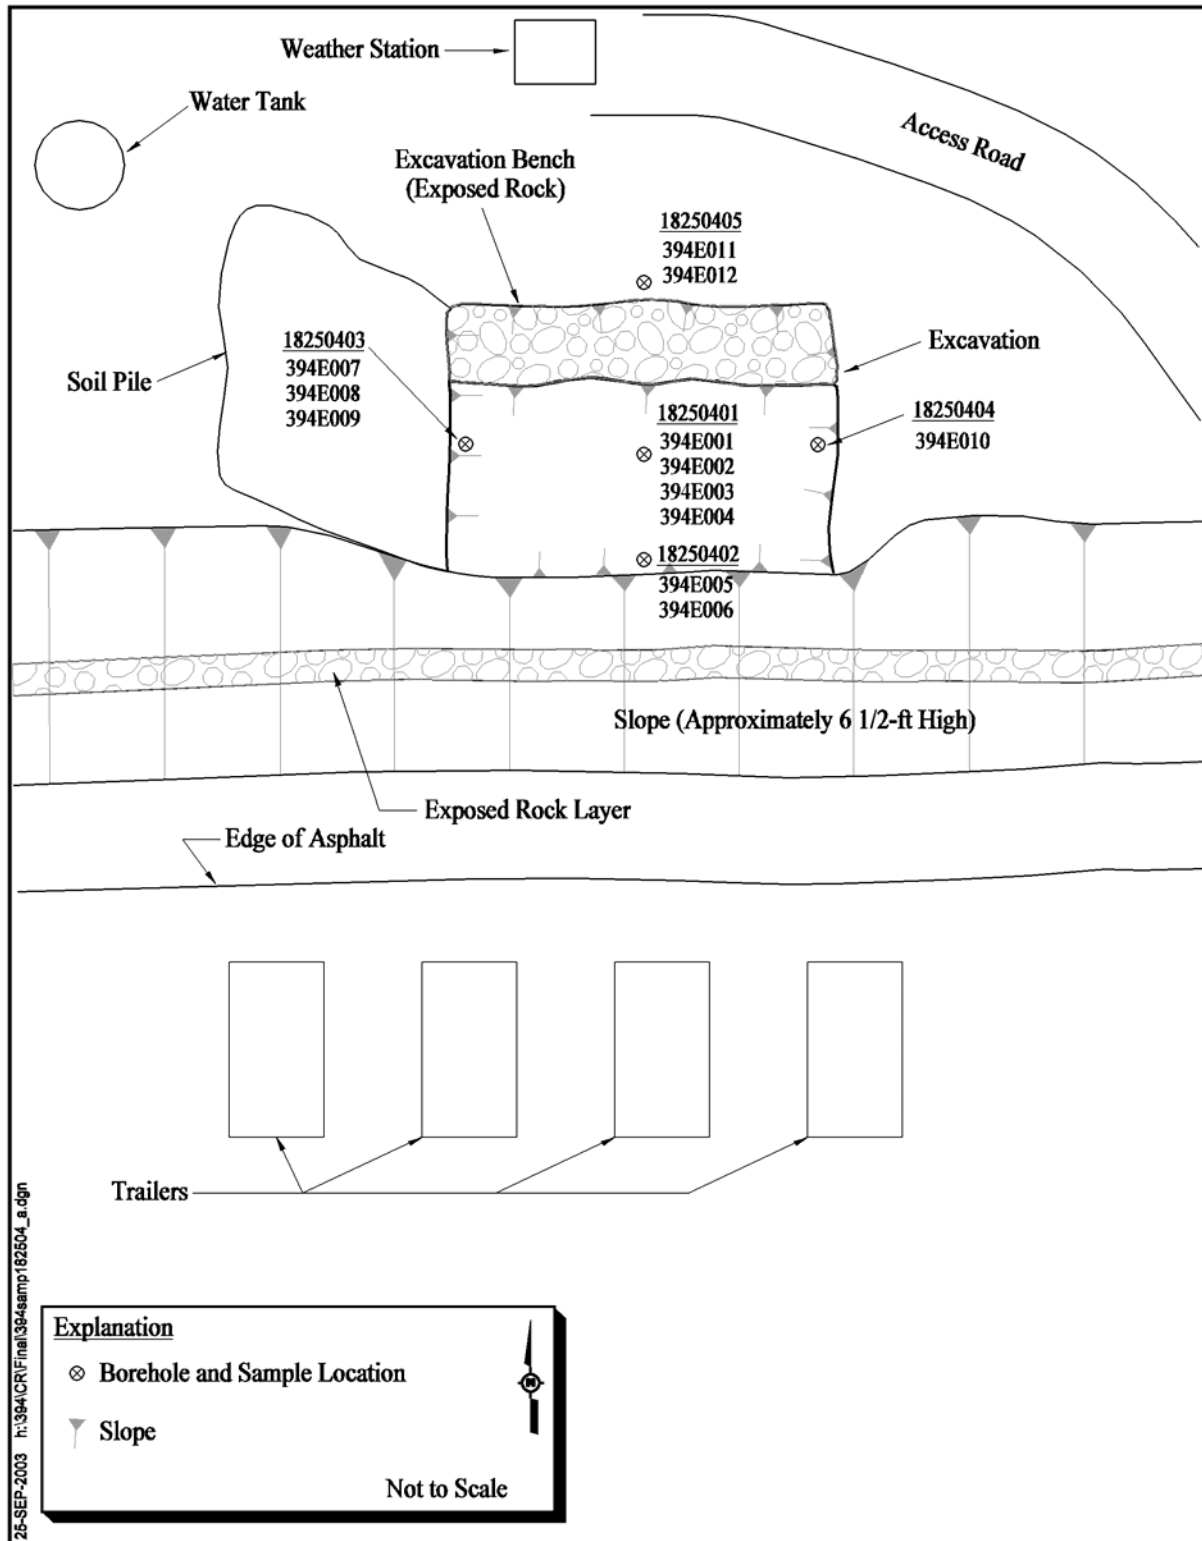 Weather Station
Water Tank
Access Road
Excavation Bench
(Exposed Rock)
18250405
394E011
394E012
18250403
394E007
394E008
394E009
Excavation
Soil Pile
18250401
394E001
394E002
394E003
394E004
18250404
394E010
18250402
394E005
394E006
Slope (Approximately 6 1/2-ft High)
Exposed Rock Layer
Edge of Asphalt
Trailers
Explanation
Borehole and Sample Location
Slope
N
Not to Scale
25-SEP-2003 h:\394\CR\Final\394samp182504_a.dgn